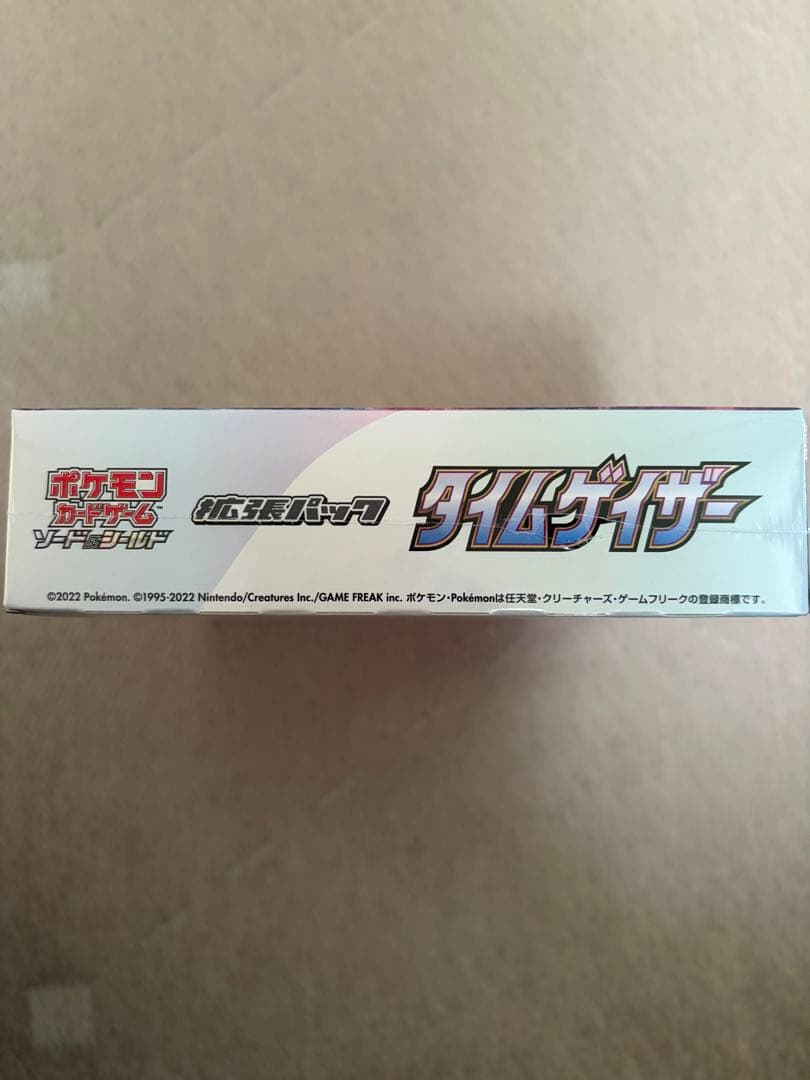 ポケモン
カードゲーム™
ソード&シールド
拡張パック
タイムゲイザー
©2022 Pokémon. ©1995-2022 Nintendo/Creatures Inc./GAME FREAK inc. ポケモン・Pokémonは任天堂・クリーチャーズ・ゲームフリークの登録商標です。